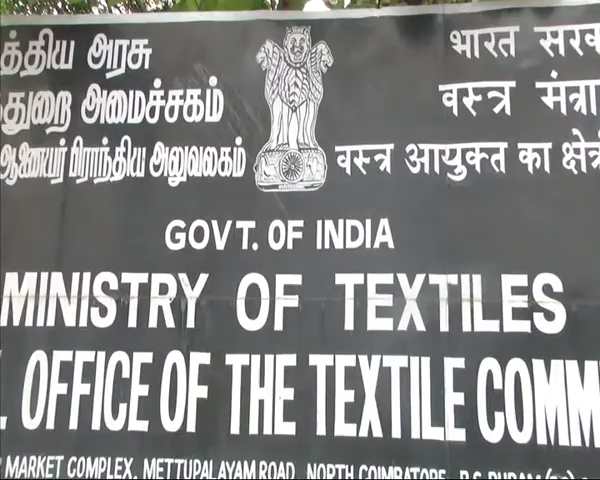 த்திய அரசு
துறை அமைச்சகம்
ஆணையர் பிராந்திய அலுவலகம்
भारत सरक
वस्त्र मंत्रा
वस्त्र आयुक्त का क्षेत्र
GOVT. OF INDIA
MINISTRY OF TEXTILES
L OFFICE OF THE TEXTILE COMM
MARKET COMPLEX, METTUPALAYAM ROAD, NORTH COIMBATORE